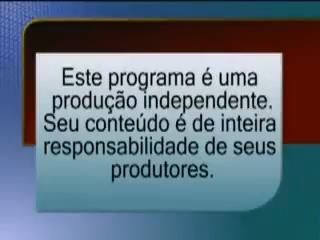 Este programa é uma
produção independente.
Seu conteúdo é de inteira
responsabilidade de seus
produtores.